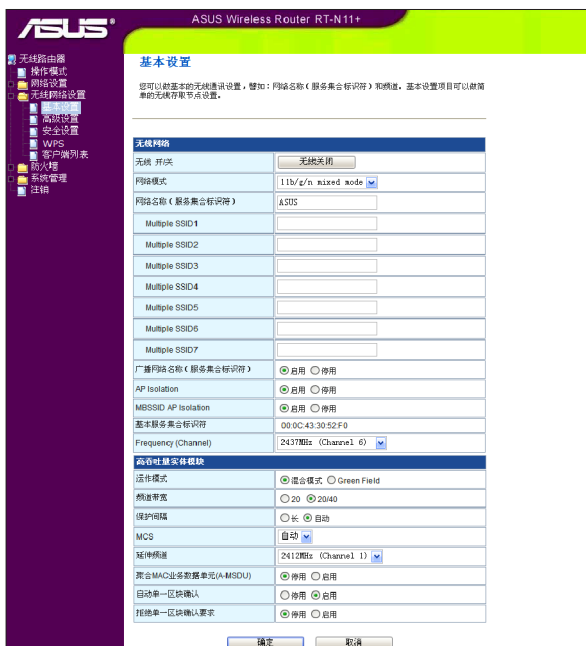 ASUS
ASUS Wireless Router RT-N11+
无线路由器
操作模式
网络设置
无线网络设置
基本设置
高级设置
安全设置
WPS
客户端列表
防火墙
系统管理
注销
基本设置
您可以做基本的无线通讯设置，譬如：网络名称(服务集合标识符)和频道。基本设置项目可以做简
单的无线存取节点设置。
无线网络
无线 开/关 无线关闭
网络模式 11b/g/n mixed mode
网络名称(服务集合标识符) ASUS
Multiple SSID1
Multiple SSID2
Multiple SSID3
Multiple SSID4
Multiple SSID5
Multiple SSID6
Multiple SSID7
广播网络名称(服务集合标识符) 启用 停用
AP Isolation 启用 停用
MBSSID AP Isolation 启用 停用
基本服务集合标识符 00:0C:43:30:52:F0
Frequency (Channel) 2437MHz (Channel 6)
高吞吐量实体模块
运作模式 混合模式 Green Field
频道带宽 20 20/40
保护间隔 长 自动
MCS 自动
延伸频道 2412MHz (Channel 1)
聚合MAC业务数据单元(A-MSDU) 停用 启用
自动单一区块确认 停用 启用
拒绝单一区块确认要求 停用 启用
确定 取消